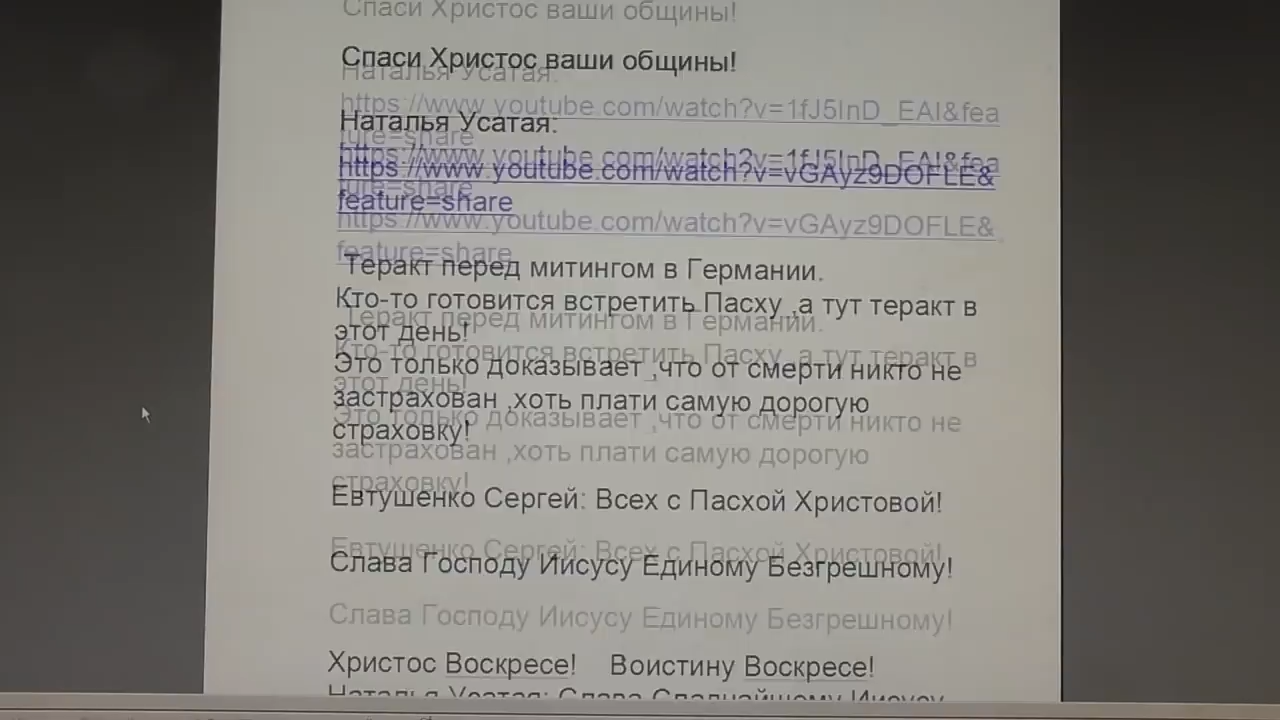 Спаси Христос ваши общины!
Спаси Христос ваши общины!
Наталья Усатая:
https://www.youtube.com/watch?v=1fJ5InD_EAI&fea
Наталья Усатая:
ture=share
https://www.youtube.com/watch?v=1fJ5InD_EAI&fea
https://www.youtube.com/watch?v=vGAyz9DOFLE&
ture=share
feature=share
https://www.youtube.com/watch?v=vGAyz9DOFLE&
feature=share
Теракт перед митингом в Германии.
Кто-то готовится встретить Пасху ,а тут теракт в
Теракт перед митингом в Германии.
этот день!
Кто-то готовится встретить Пасху ,а тут теракт в
Это только доказывает ,что от смерти никто не
этот день!
застрахован ,хоть плати самую дорогую
Это только доказывает ,что от смерти никто не
страховку!
застрахован ,хоть плати самую дорогую
страховку!
Евтушенко Сергей: Всех с Пасхой Христовой!
Евтушенко Сергей: Всех с Пасхой Христовой!
Слава Господу Иисусу Единому Безгрешному!
Слава Господу Иисусу Единому Безгрешному!
Христос Воскресе! Воистину Воскресе!
Наталья Усатая: Слава Сладчайшему Иисусу